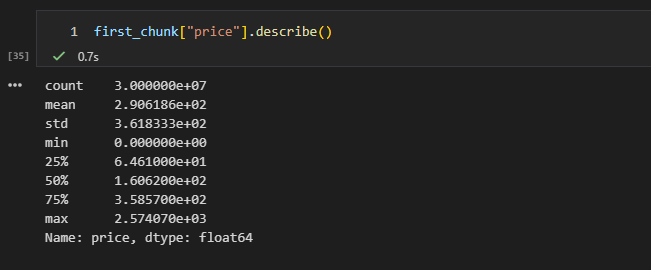 1 first_chunk["price"].describe()
[35] ✓ 0.7s
... count 3.000000e+07
mean 2.906186e+02
std 3.618333e+02
min 0.000000e+00
25% 6.461000e+01
50% 1.606200e+02
75% 3.585700e+02
max 2.574070e+03
Name: price, dtype: float64